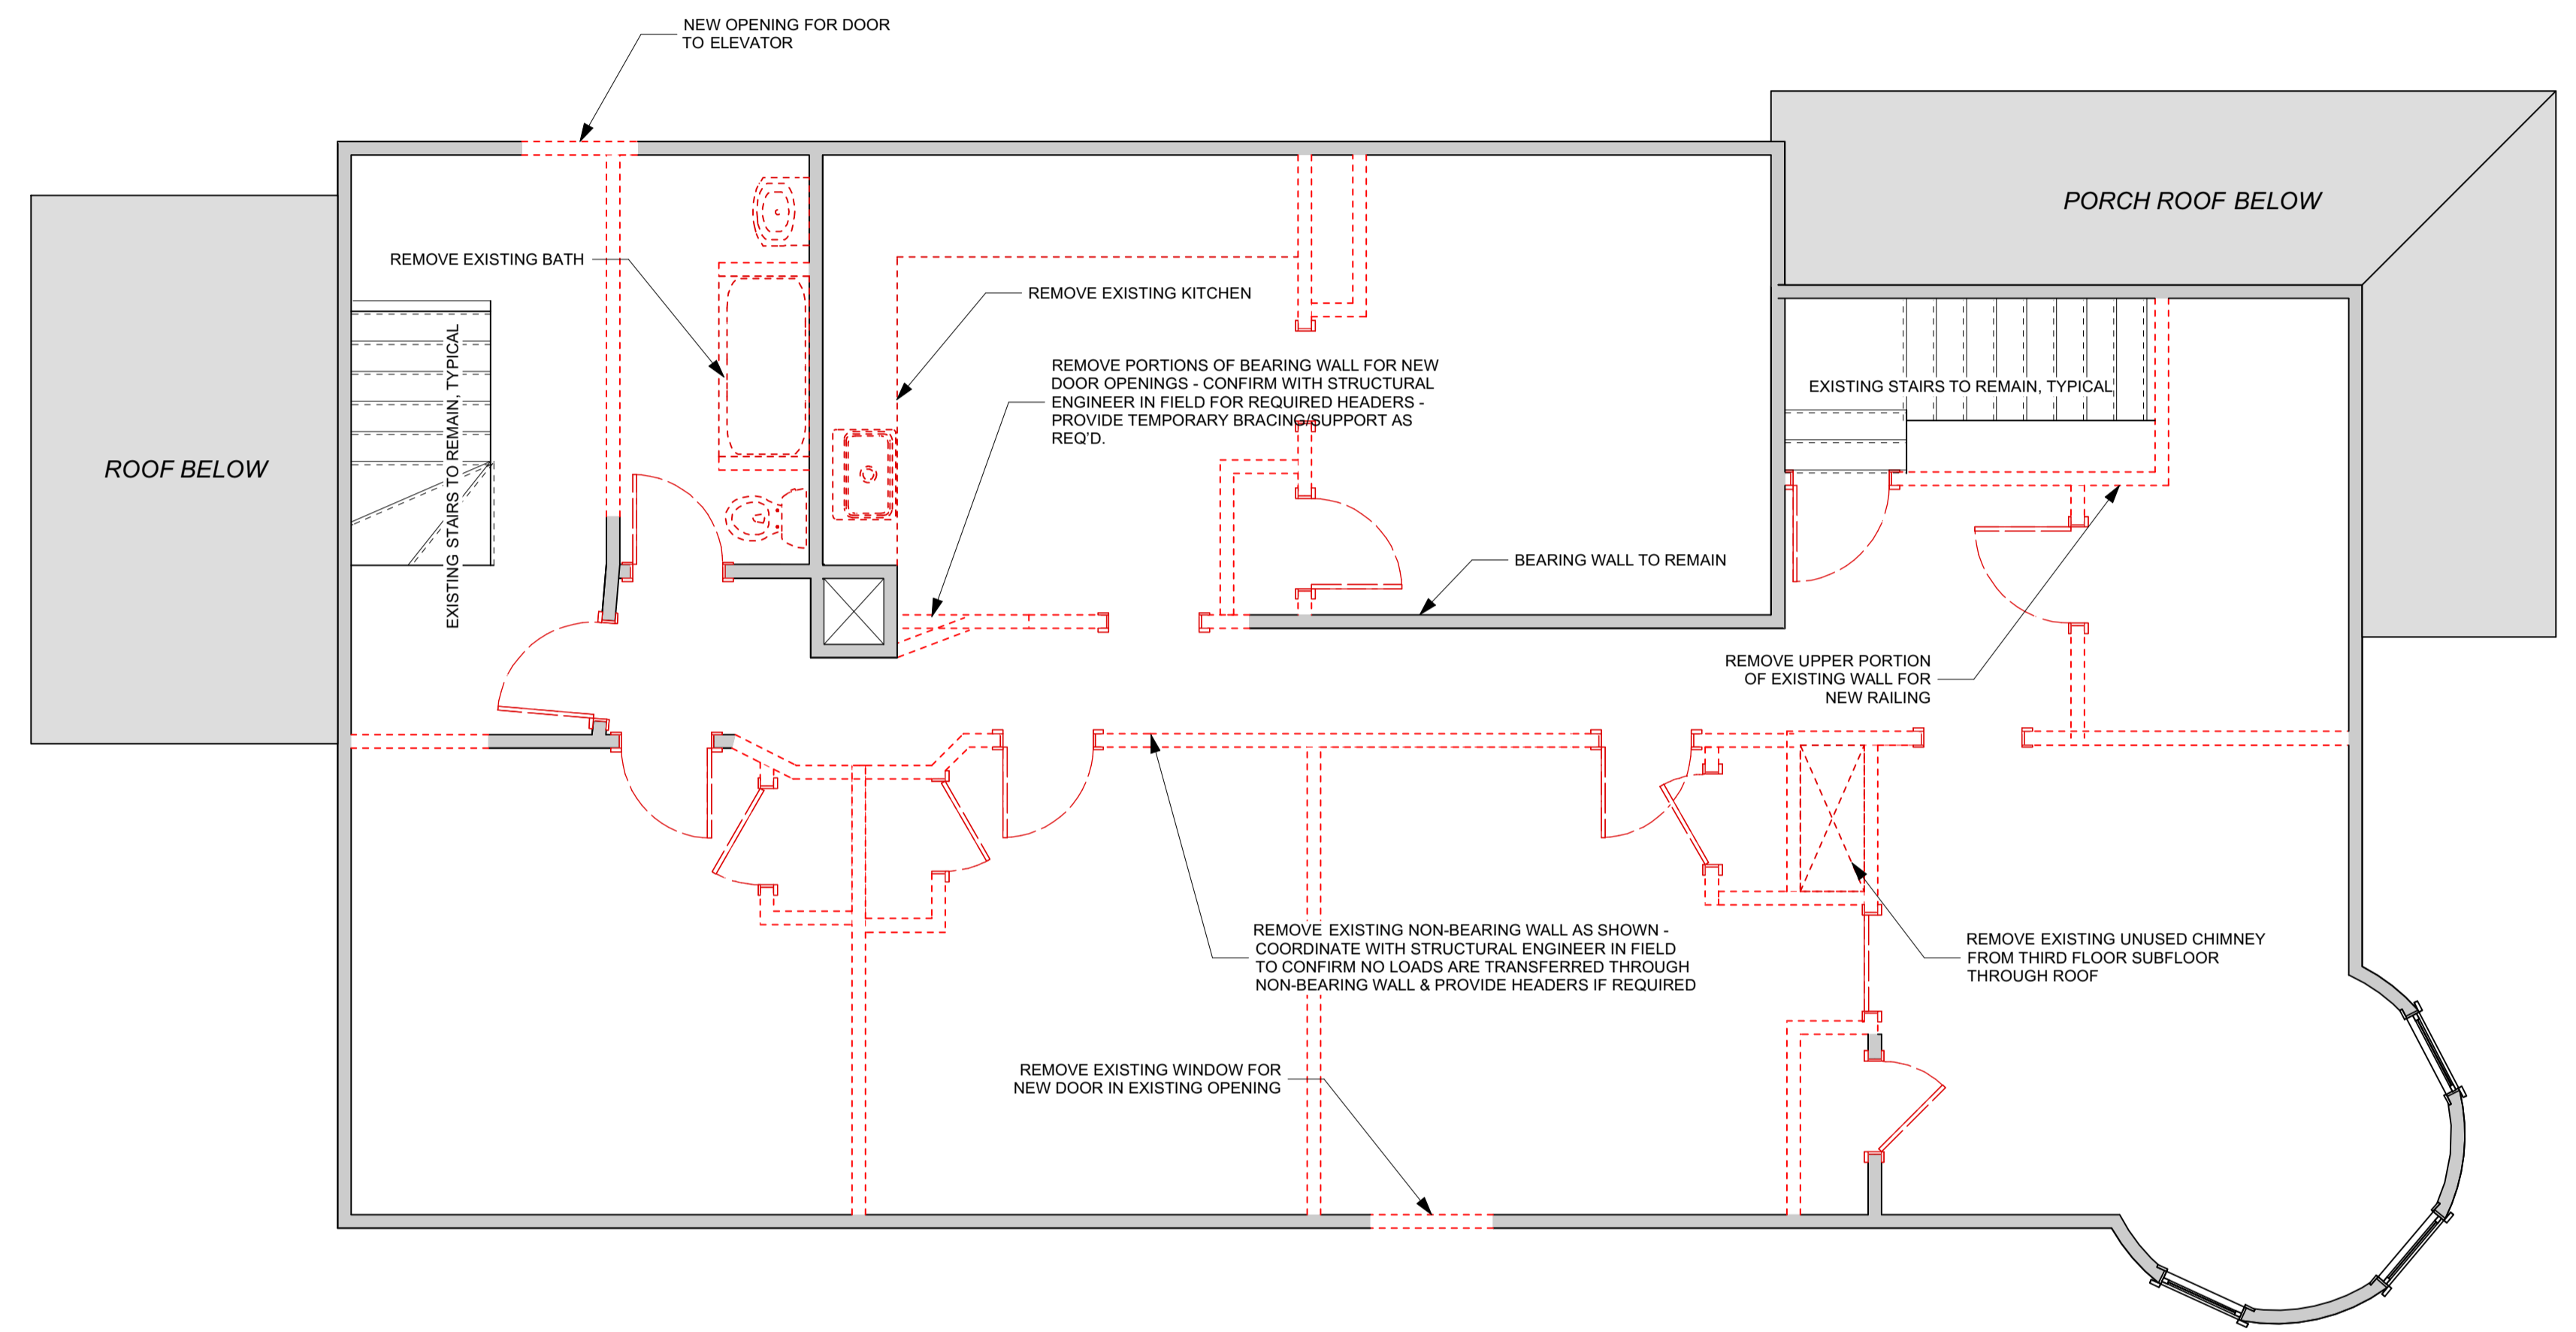 NEW OPENING FOR DOOR
TO ELEVATOR
PORCH ROOF BELOW
REMOVE EXISTING BATH
REMOVE EXISTING KITCHEN
REMOVE PORTIONS OF BEARING WALL FOR NEW
DOOR OPENINGS - CONFIRM WITH STRUCTURAL
ENGINEER IN FIELD FOR REQUIRED HEADERS -
PROVIDE TEMPORARY BRACING/SUPPORT AS
REQ'D.
EXISTING STAIRS TO REMAIN, TYPICAL
EXISTING STAIRS TO REMAIN, TYPICAL
ROOF BELOW
BEARING WALL TO REMAIN
REMOVE UPPER PORTION
OF EXISTING WALL FOR
NEW RAILING
REMOVE EXISTING NON-BEARING WALL AS SHOWN -
COORDINATE WITH STRUCTURAL ENGINEER IN FIELD
TO CONFIRM NO LOADS ARE TRANSFERRED THROUGH
NON-BEARING WALL & PROVIDE HEADERS IF REQUIRED
REMOVE EXISTING UNUSED CHIMNEY
FROM THIRD FLOOR SUBFLOOR
THROUGH ROOF
REMOVE EXISTING WINDOW FOR
NEW DOOR IN EXISTING OPENING